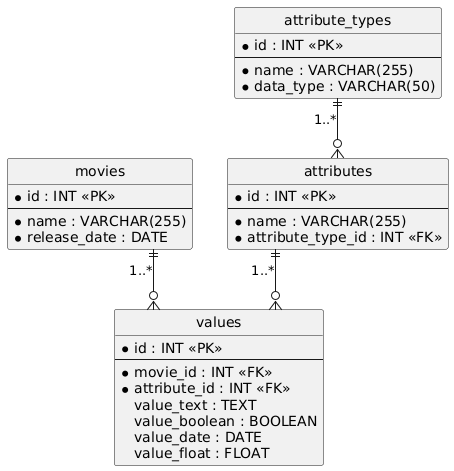 attribute_types
id : INT «PK»
name : VARCHAR(255)
data_type : VARCHAR(50)
1..*
movies
id : INT «PK»
name : VARCHAR(255)
release_date : DATE
attributes
id : INT «PK»
name : VARCHAR(255)
attribute_type_id : INT «FK»
1..*
1..*
values
id : INT «PK»
movie_id : INT «FK»
attribute_id : INT «FK»
value_text : TEXT
value_boolean : BOOLEAN
value_date : DATE
value_float : FLOAT